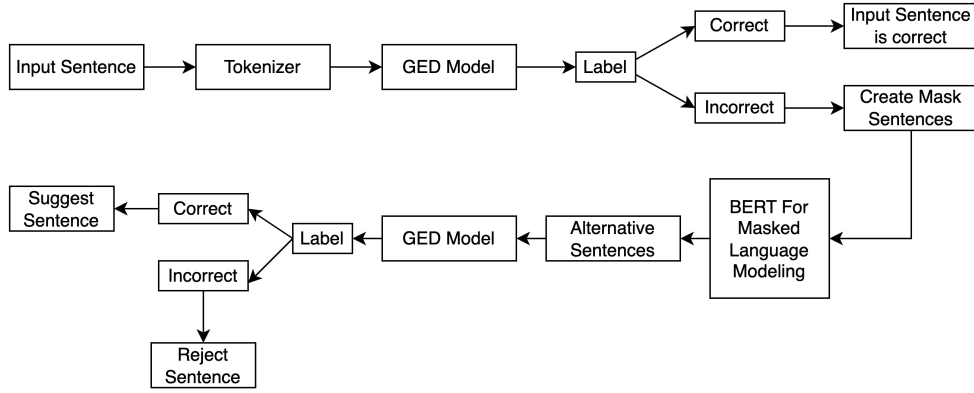 Input Sentence
Tokenizer
GED Model
Label
Correct
Input Sentence
is correct
Incorrect
Create Mask
Sentences
BERT For
Masked
Language
Modeling
Alternative
Sentences
GED Model
Label
Correct
Suggest
Sentence
Incorrect
Reject
Sentence